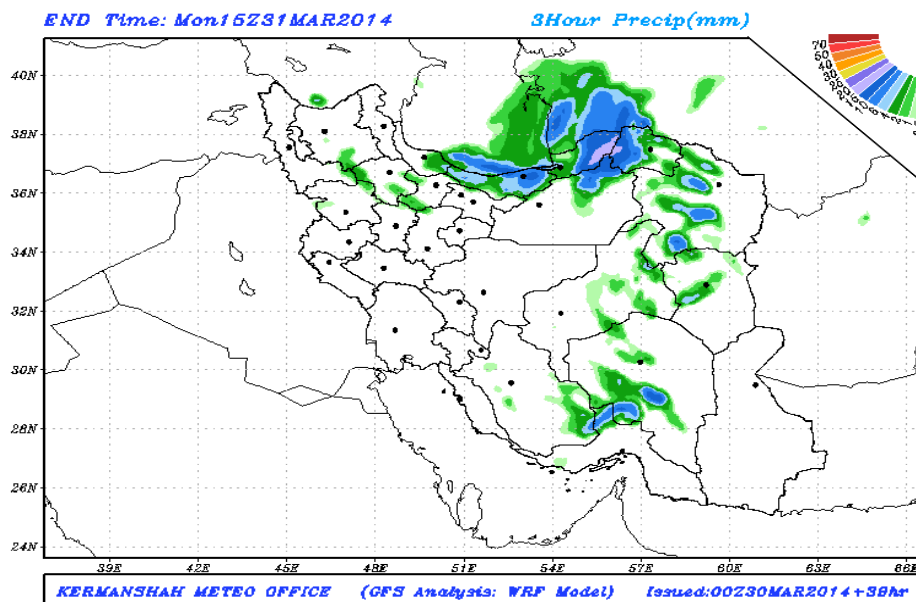 END Time: Mon15Z31MAR2014 3Hour Precip(mm)
70
60
50
40
30
40N
38N
36N
34N
32N
30N
28N
26N
24N
39E 42E 45E 48E 51E 54E 57E 60E 63E 66E
KERMANSHAH METEO OFFICE (GFS Analysis: WRF Model) Issued:00Z30MAR2014+39hr